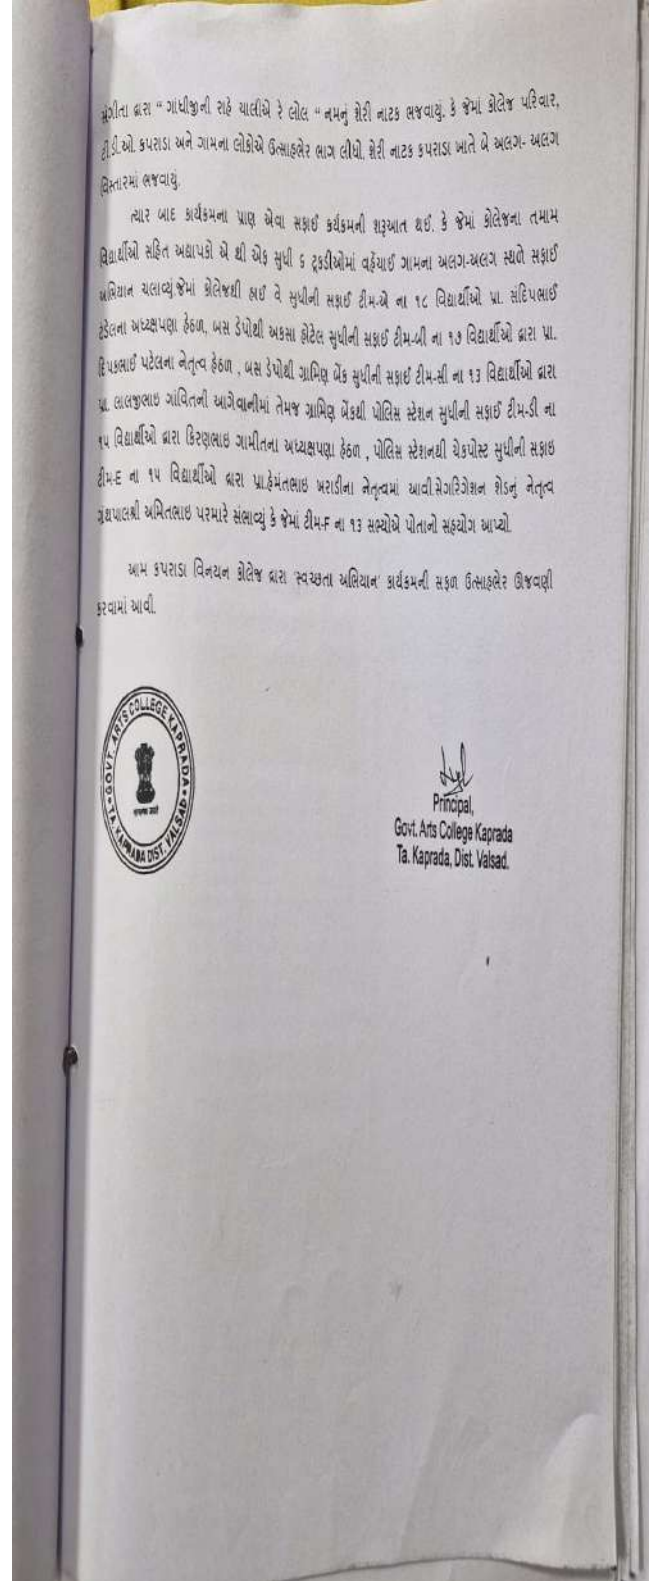 સંગીતા દ્વારા “ ગાંધીજીની રાહે ચાલીએ રે લોલ “ નમનું શેરી નાટક ભજવાયું. કે જેમાં કોલેજ પરિવાર,
ટી.ડી.ઓ. કપરાડા અને ગામના લોકોએ ઉત્સાહભેર ભાગ લીધો. શેરી નાટક કપરાડા ખાતે બે અલગ- અલગ
વિસ્તારમાં ભજવાયું.
ત્યાર બાદ કાર્યક્રમના પ્રાણ એવા સફાઈ કર્યક્રમની શરૂઆત થઈ. કે જેમાં કોલેજના તમામ
વિદ્યાર્થીઓ સહિત અદ્યાપકો એ થી એફ સુધી ૬ ટૂકડીઓમાં વહેંચાઈ ગામના અલગ-અલગ સ્થળે સફાઈ
અભિયાન ચલાવ્યું.જેમાં કોલેજથી હાઈ વે સુધીની સફાઈ ટીમ-એ ના ૧૮ વિદ્યાર્થીઓ પ્રા. સંદિપભાઈ
ટંડેલના અધ્યક્ષપણા હેઠળ, બસ ડેપોથી અકસા હોટેલ સુધીની સફાઈ ટીમ-બી ના ૧૭ વિદ્યાર્થીઓ દ્વારા પ્રા.
દિપકભાઈ પટેલના નેતૃત્વ હેઠળ , બસ ડેપોથી ગ્રામિણ બેંક સુધીની સફાઈ ટીમ-સી ના ૧૩ વિદ્યાર્થીઓ દ્વારા
પ્રા. લાલજીભાઇ ગાંવિતની આગેવાનીમાં તેમજ ગ્રામિણ બેંકથી પોલિસ સ્ટેશન સુધીની સફાઈ ટીમ-ડી ના
૧૫ વિદ્યાર્થીઓ દ્વારા કિરણભાઇ ગામીતના અધ્યક્ષપણા હેઠળ , પોલિસ સ્ટેશનથી ચેકપોસ્ટ સુધીની સફાઇ
ટીમ-E ના ૧૫ વિદ્યાર્થીઓ દ્વારા પ્રા.હેમંતભાઇ ખરાડીના નેતૃત્વમાં આવી.સેગરિગેશન શેડનું નેતૃત્વ
ગ્રંથપાલશ્રી અમિતભાઇ પરમારે સંભાવ્યું કે જેમાં ટીમ-F ના ૧૩ સભ્યોએ પોતાનો સહયોગ આપ્યો.
આમ કપરાડા વિનયન કોલેજ દ્વારા ‘સ્વચ્છતા અભિયાન’ કાર્યક્રમની સફળ ઉત્સાહભેર ઊજવણી
કરવામાં આવી.
GOVT. ARTS COLLEGE KAPRADA
TA. KAPRADA DIST. VALSAD
सत्यमेव जयते
Principal,
Govt. Arts College Kaprada
Ta. Kaprada, Dist. Valsad.